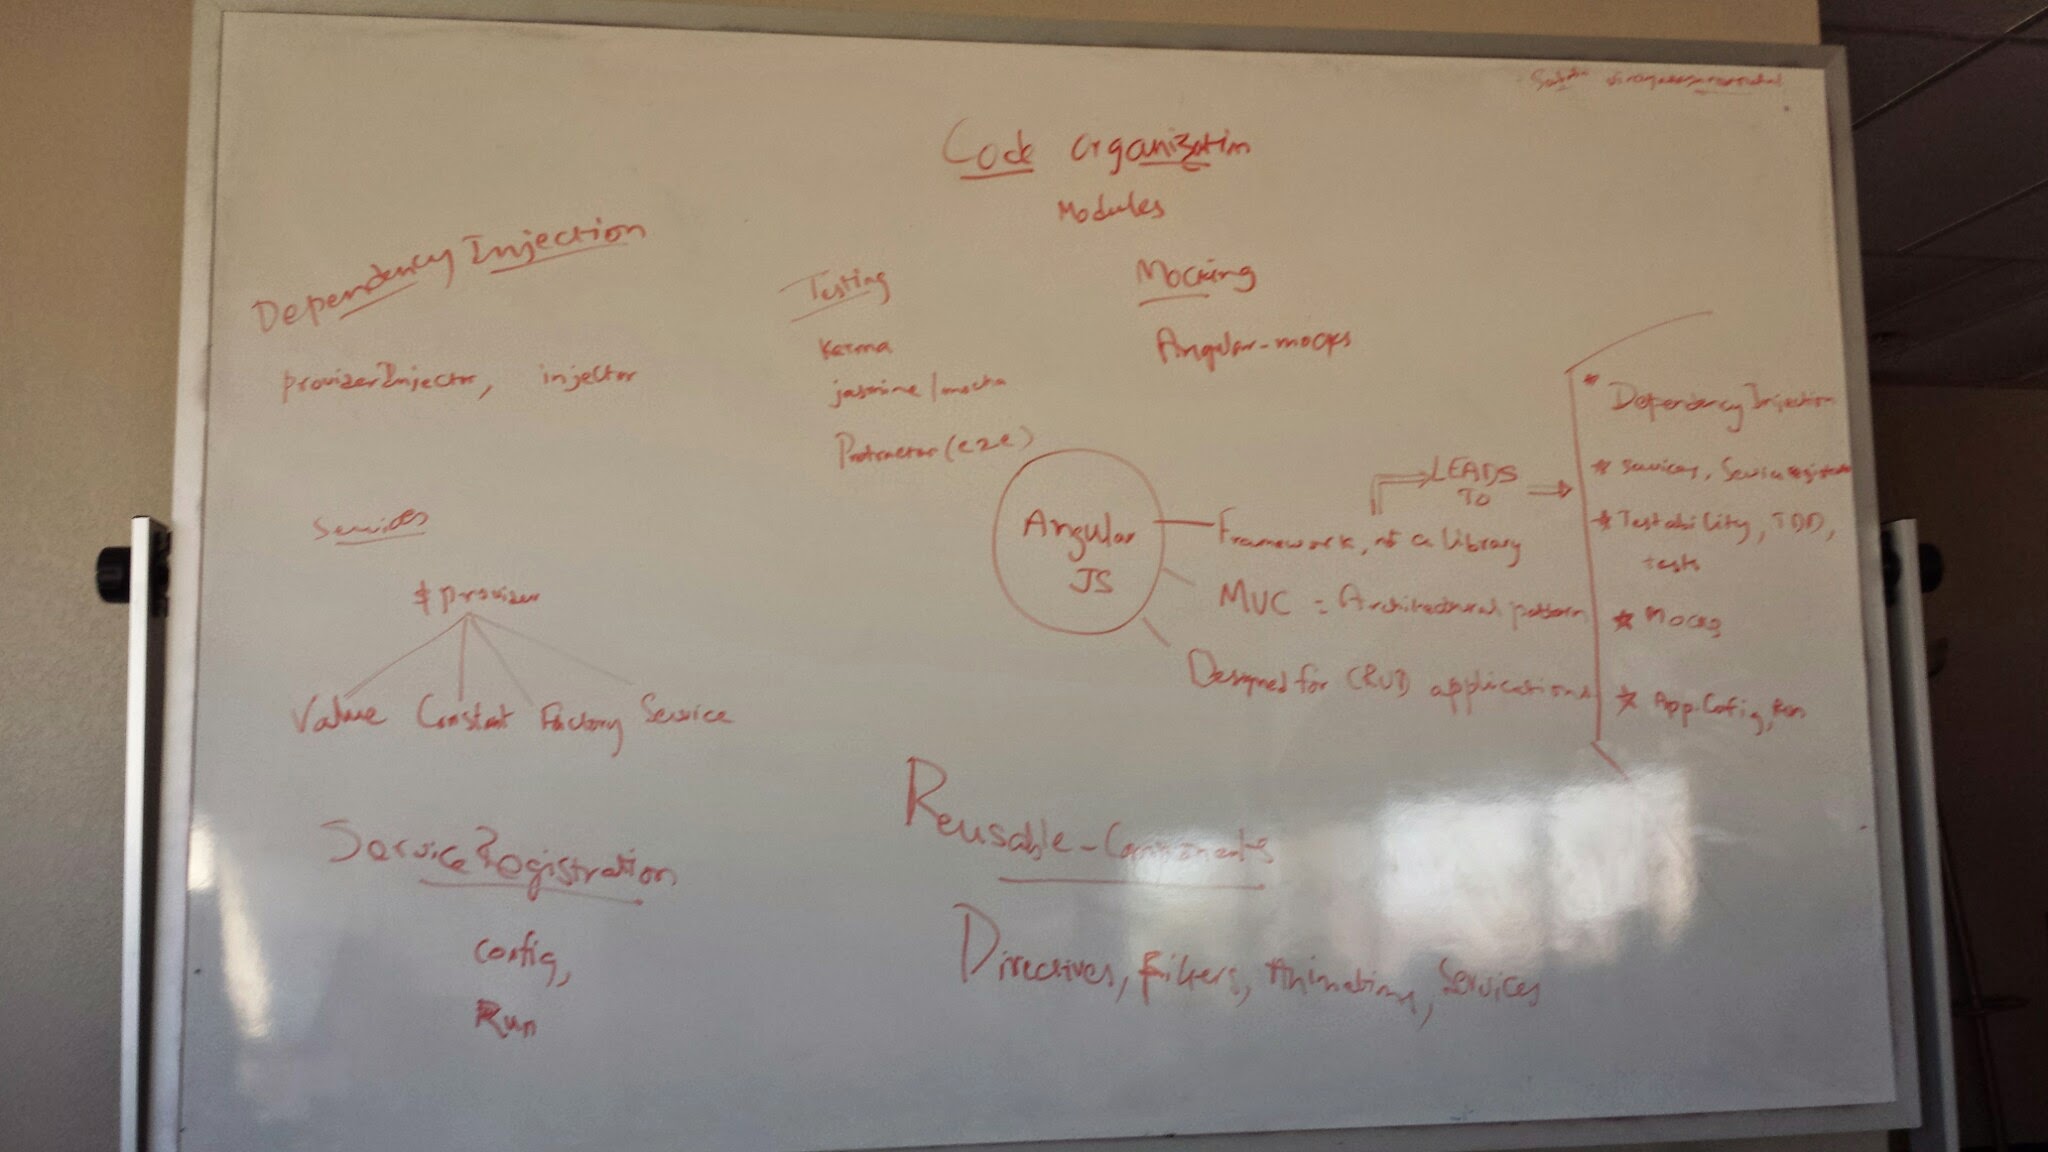 Code Organization
Modules
Dependency Injection
providerInjector, injector
Testing
Karma
jasmine/mocha
Protractor (e2e)
Mocking
Angular-mocks
Angular
JS
Framework, not a library
LEADS
TO
MVC = Architectural pattern
Designed for CRUD applications
* Dependency Injection
* Services, Service registration
* Testability, TDD,
tests
* Mocks
* App.Config, Run
Services
$provider
Value Constant Factory Service
Service Registration
Config,
Run
Reusable-Components
Directives, Filters, Animations, Services